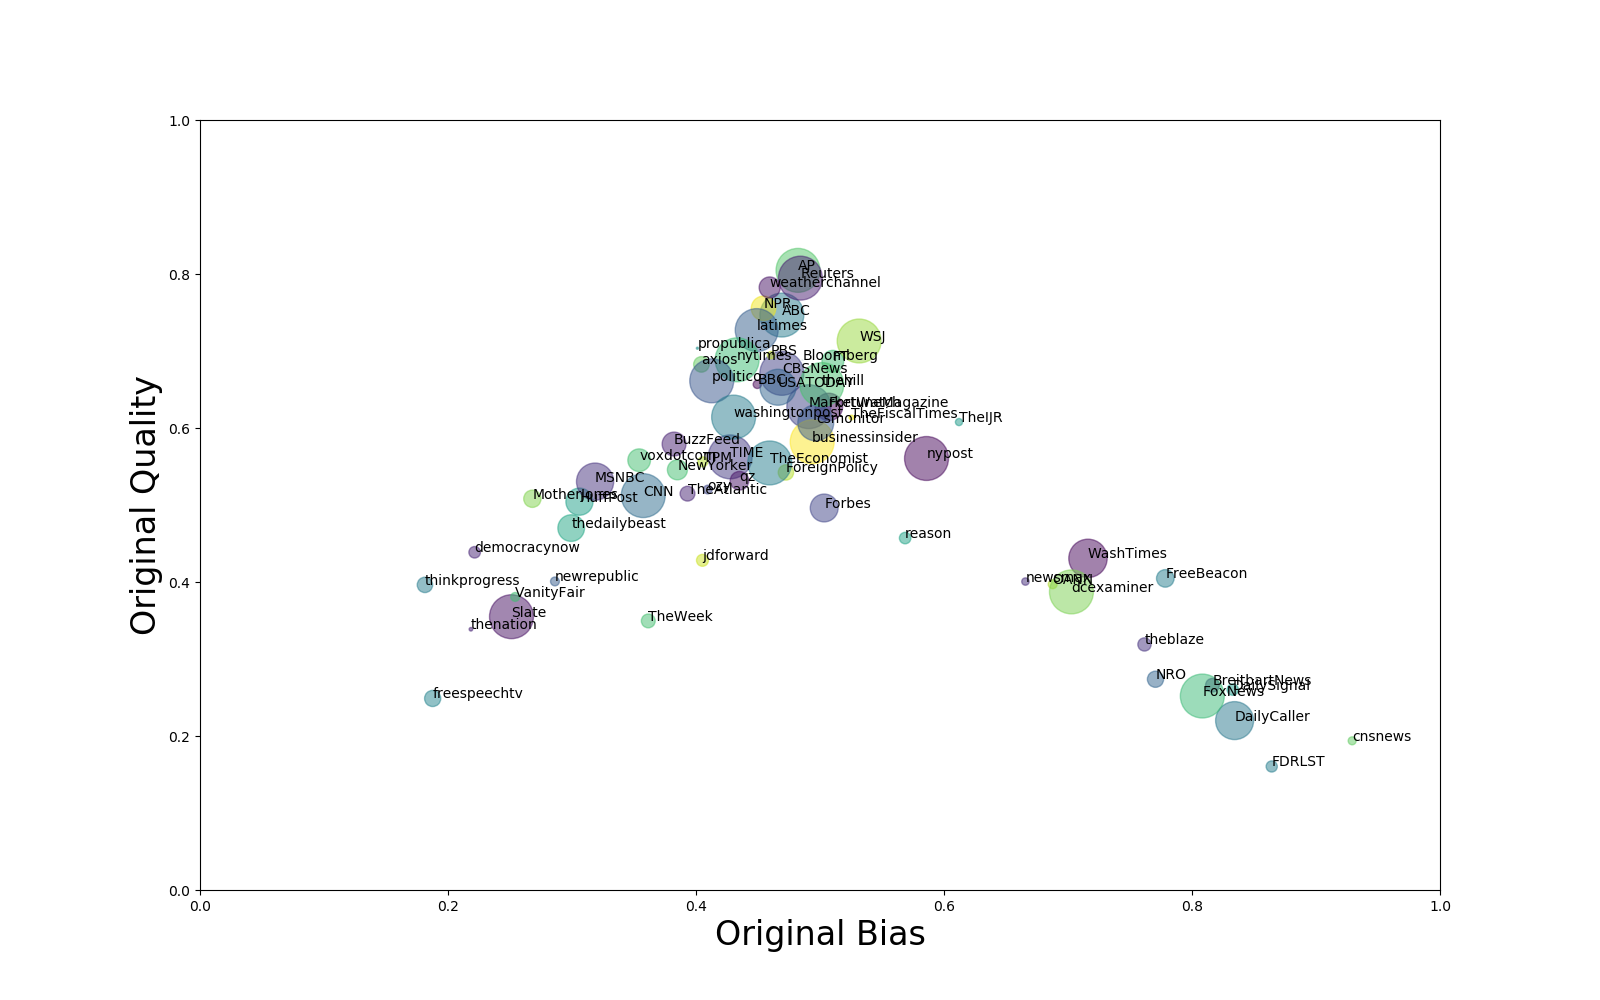 1.0
0.8
0.6
0.4
0.2
0.0
Original Quality
AP
Reuters
weatherchannel
NPR
ABC
latimes
WSJ
propublica
PBS
nytimes
axios
Bloomberg
FT
CBSNews
politico
BBC
USATODAY
thehill
MarketWatch
FortuneMagazine
washingtonpost
TheFiscalTimes
csmonitor
TheIJR
businessinsider
BuzzFeed
voxdotcom
TPM
TIME
TheEconomist
nypost
NewYorker
ForeignPolicy
MSNBC
qz
CNN
TheAtlantic
ozy
MotherJones
HuffPost
Forbes
thedailybeast
reason
democracynow
jdforward
WashTimes
thinkprogress
newrepublic
newsmax
OANN
FreeBeacon
dcexaminer
VanityFair
Slate
thenation
TheWeek
theblaze
NRO
BreitbartNews
DailySignal
FoxNews
freespeechtv
DailyCaller
cnsnews
FDRLST
0.0 0.2 0.4 0.6 0.8 1.0
Original Bias